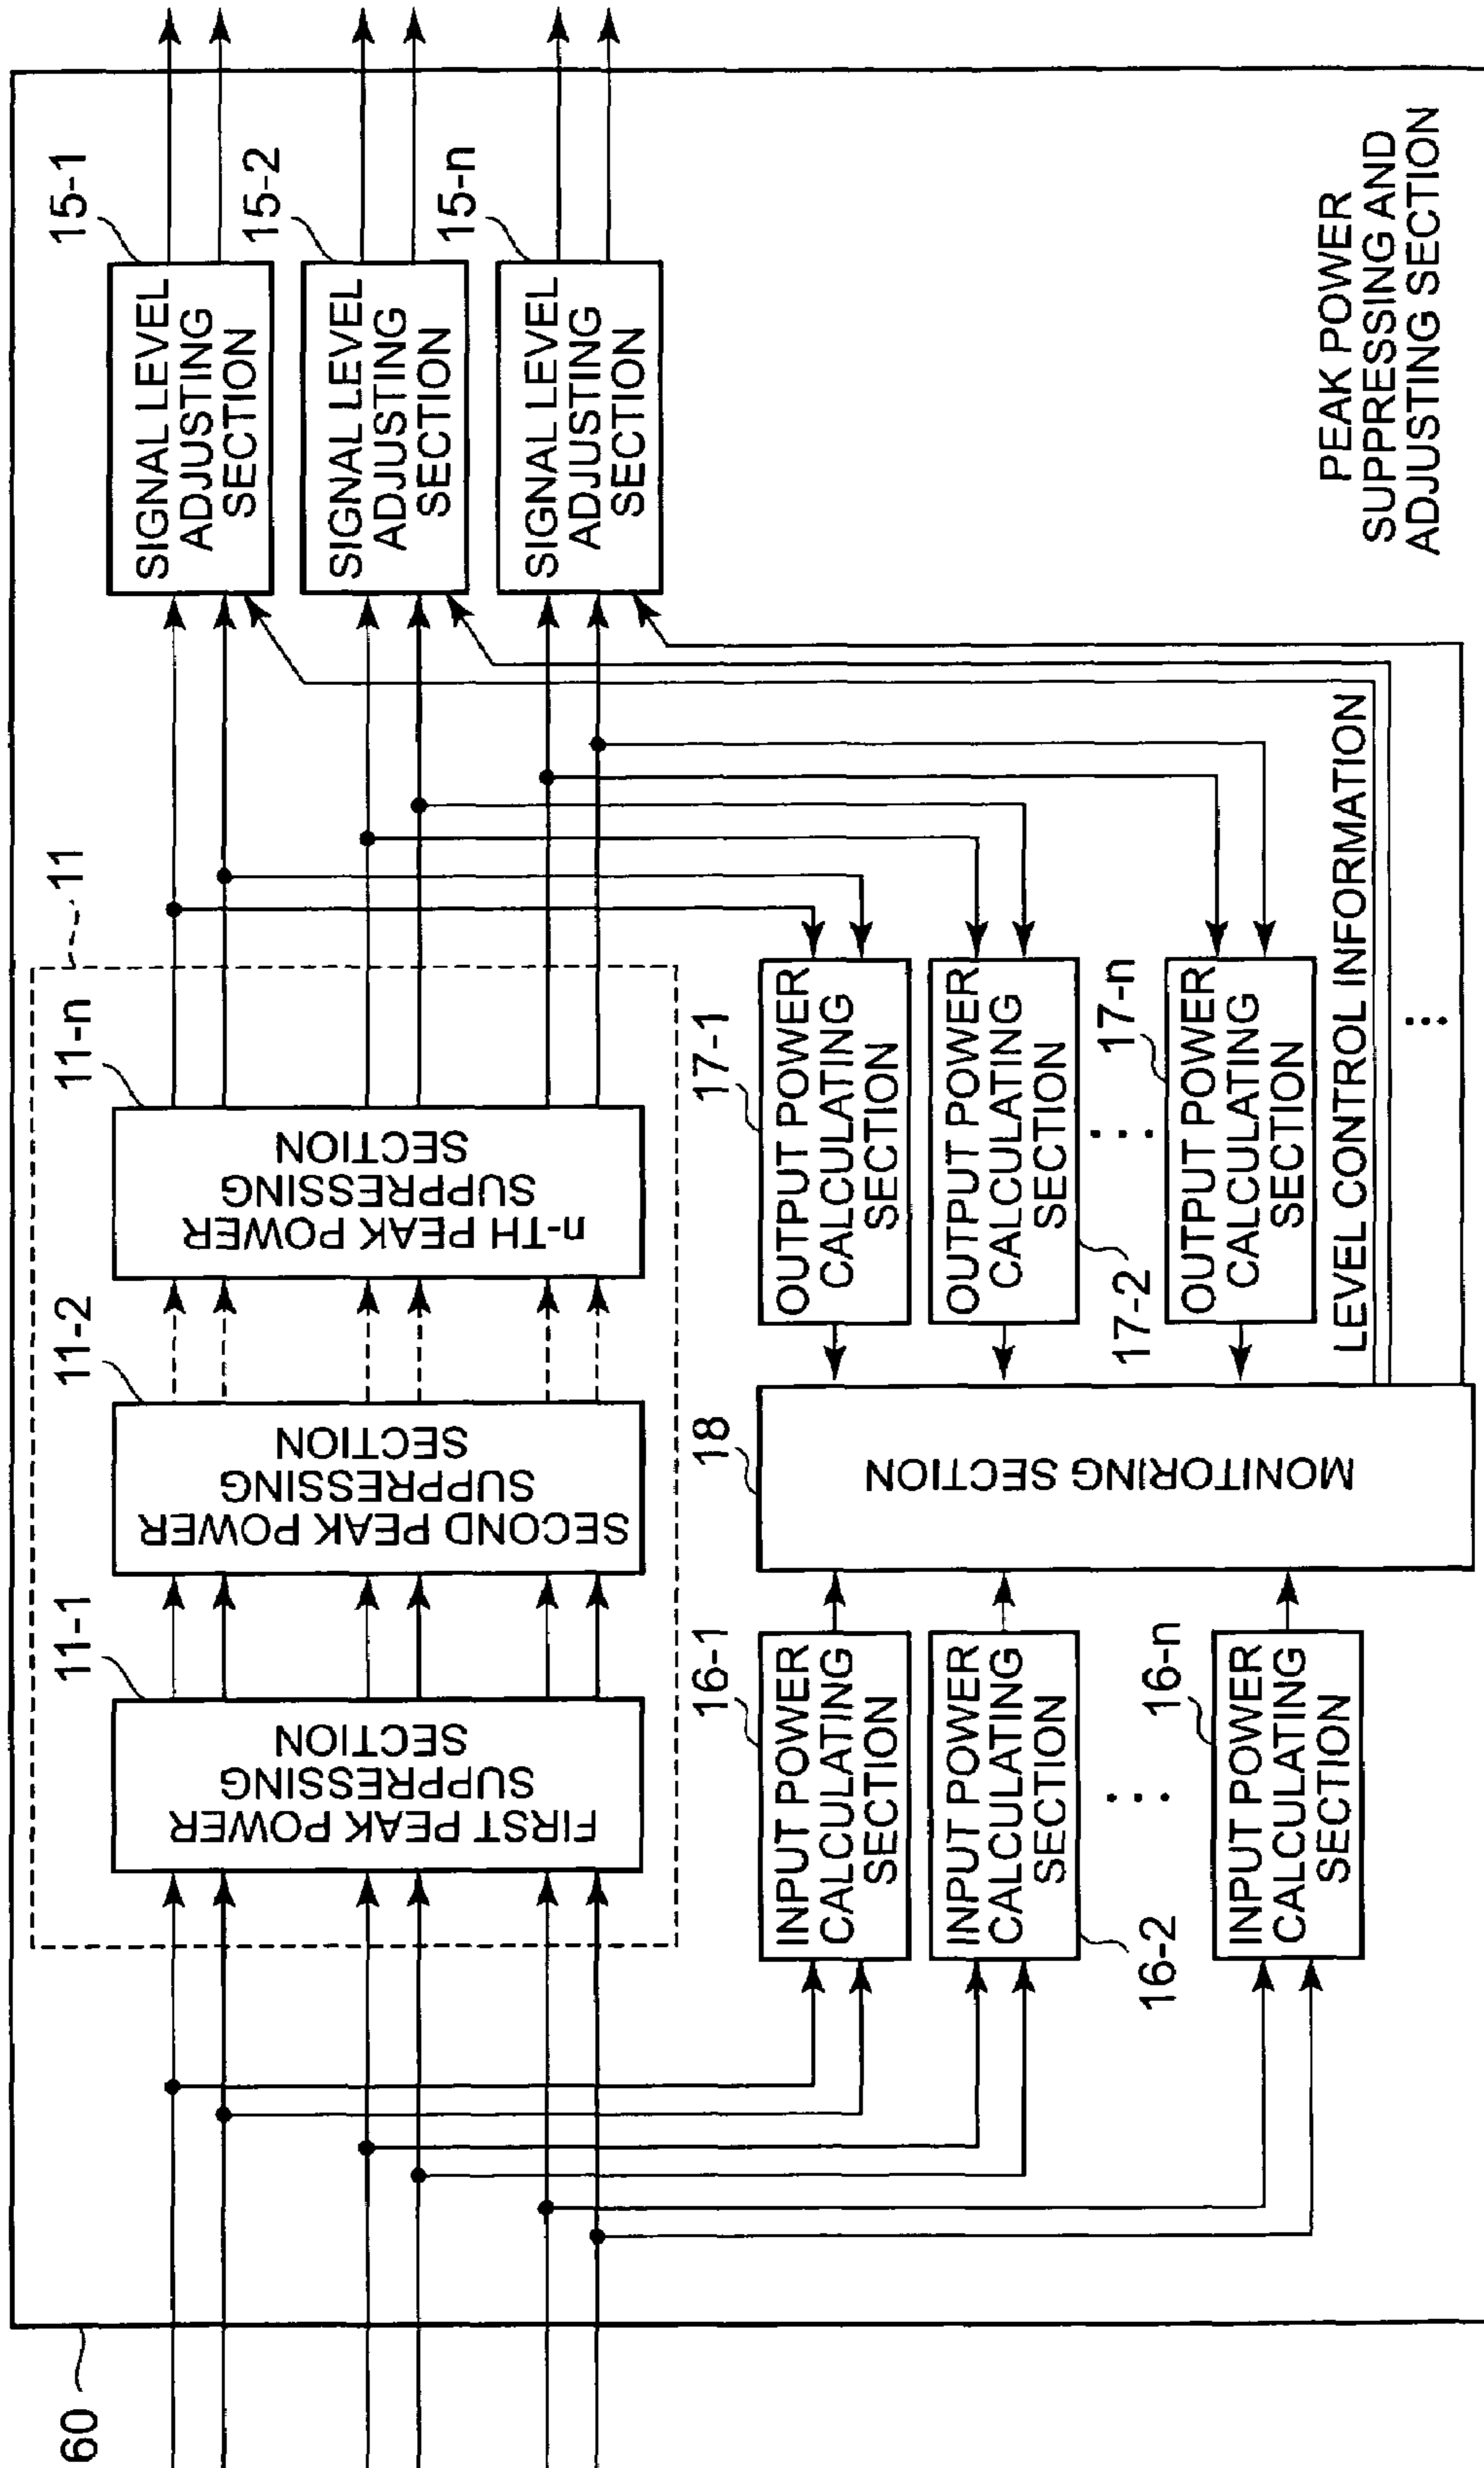 60
11
11-1
FIRST PEAK POWER
SUPPRESSING
SECTION
11-2
SECOND PEAK POWER
SUPPRESSING
SECTION
11-n
n-TH PEAK POWER
SUPPRESSING
SECTION
15-1
SIGNAL LEVEL
ADJUSTING
SECTION
15-2
SIGNAL LEVEL
ADJUSTING
SECTION
15-n
SIGNAL LEVEL
ADJUSTING
SECTION
16-1
INPUT POWER
CALCULATING
SECTION
INPUT POWER
CALCULATING
SECTION
16-2
...
16-n
INPUT POWER
CALCULATING
SECTION
18
MONITORING SECTION
17-1
OUTPUT POWER
CALCULATING
SECTION
OUTPUT POWER
CALCULATING
SECTION
17-2
...
17-n
OUTPUT POWER
CALCULATING
SECTION
LEVEL CONTROL INFORMATION
...
PEAK POWER
SUPPRESSING AND
ADJUSTING SECTION